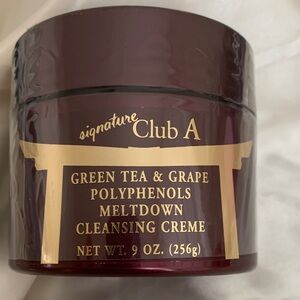 signature Club A
GREEN TEA & GRAPE
POLYPHENOLS
MELTDOWN
CLEANSING CREME
NET WT. 9 OZ. (256g)